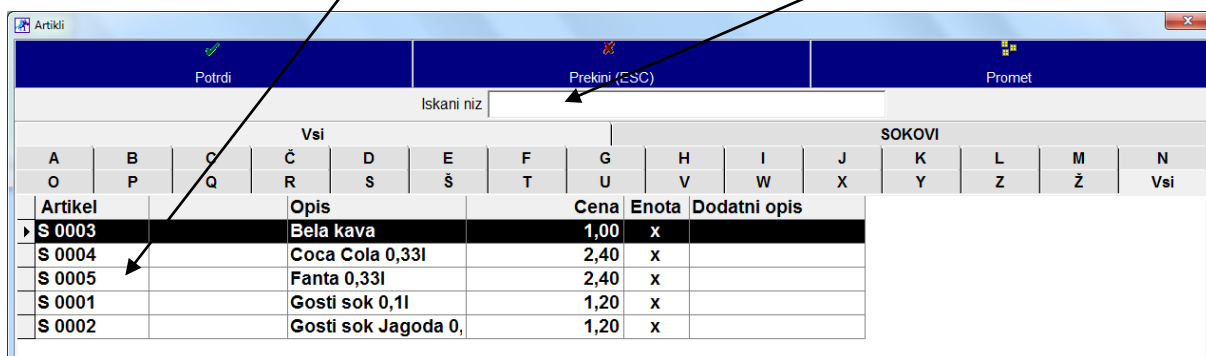 Artikli
Potrdi Prekini (ESC) Promet
Iskani niz
Vsi SOKOVI
A B C Č D E F G H I J K L M N
O P Q R S Š T U V W X Y Z Ž Vsi
Artikel Opis Cena Enota Dodatni opis
S 0003 Bela kava 1,00 x
S 0004 Coca Cola 0,33l 2,40 x
S 0005 Fanta 0,33l 2,40 x
S 0001 Gosti sok 0,1l 1,20 x
S 0002 Gosti sok Jagoda 0, 1,20 x